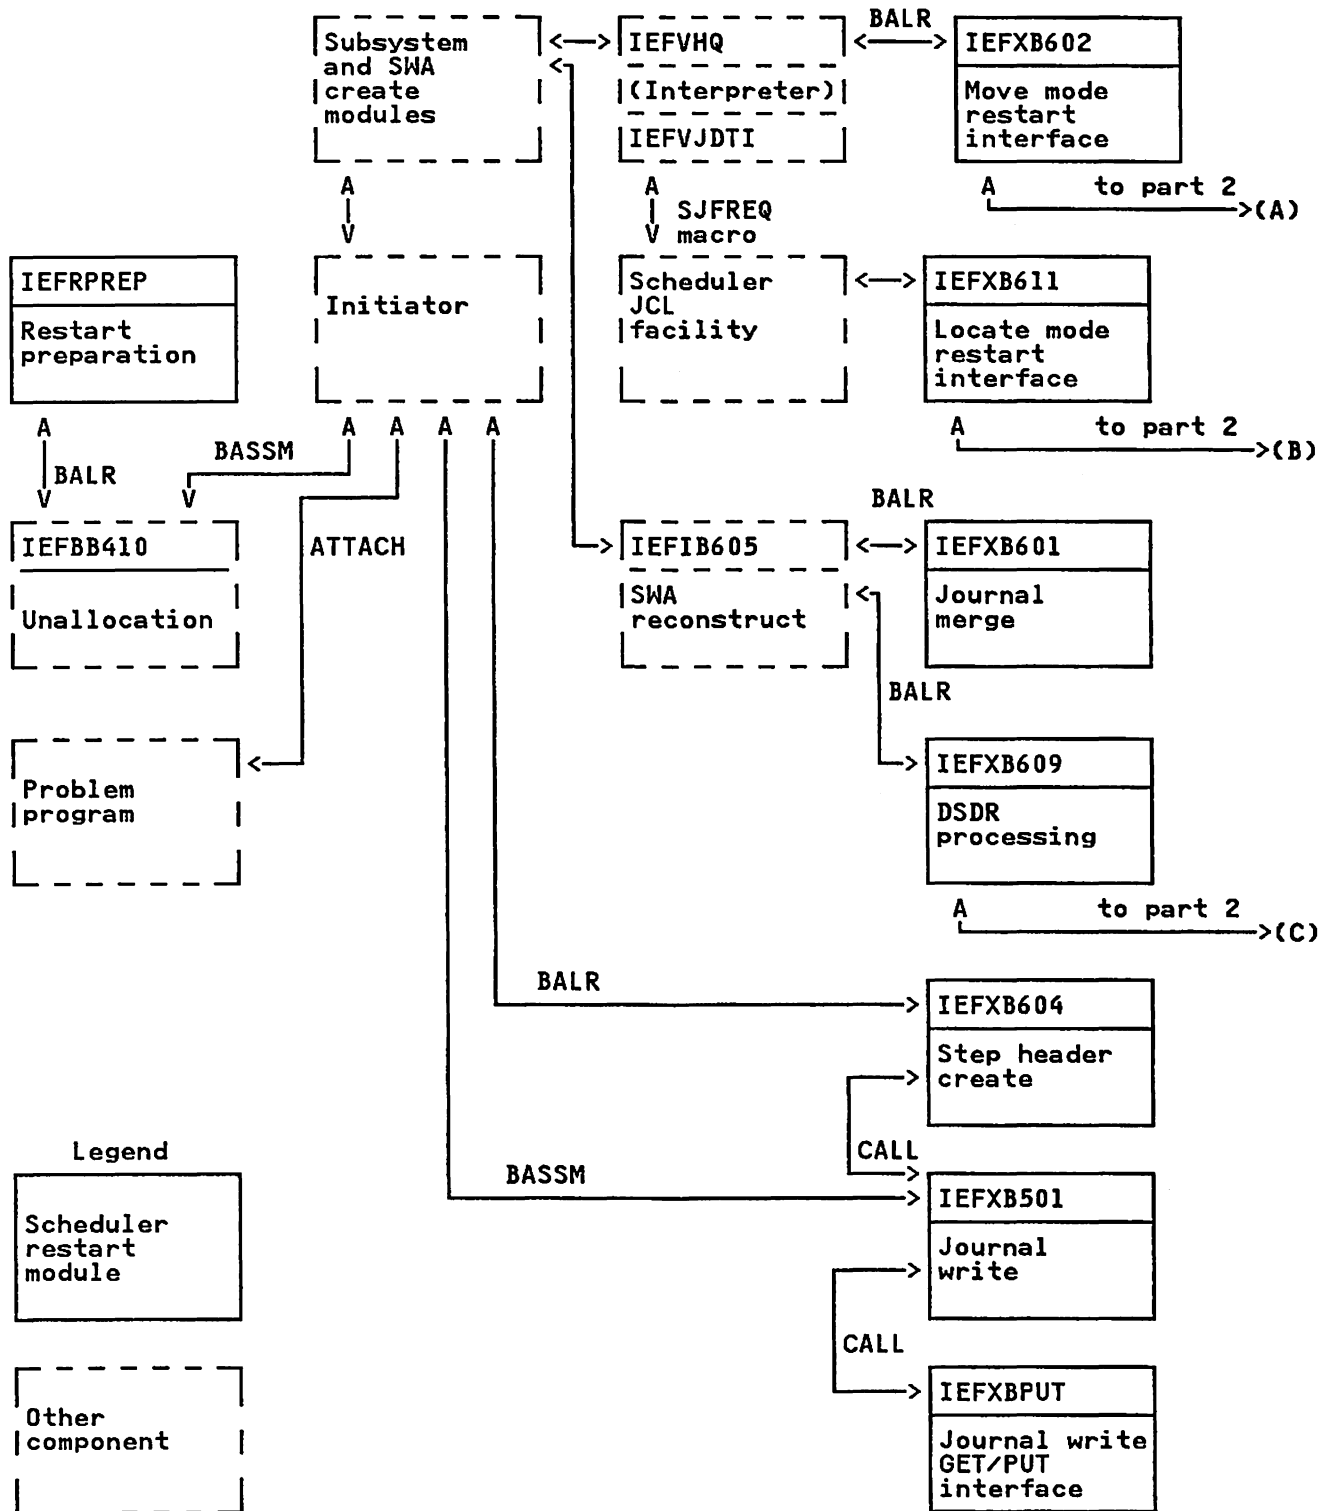 Subsystem
and SWA
create
modules
IEFVHQ
(Interpreter)
IEFVJDTI
BALR
IEFXB602
Move mode
restart
interface
A
A
SJFREQ
macro
V
V
A to part 2
>(A)
IEFRPREP
Restart
preparation
Initiator
Scheduler
JCL
facility
IEFXB611
Locate mode
restart
interface
A
BALR
V
BASSM
V
A A A A
A to part 2
>(B)
IEFBB410
Unallocation
ATTACH
IEFIB605
SWA
reconstruct
BALR
IEFXB601
Journal
merge
BALR
Problem
program
IEFXB609
DSDR
processing
A to part 2
>(C)
BALR
IEFXB604
Step header
create
CALL
BASSM
IEFXB501
Journal
write
CALL
IEFXBPUT
Journal write
GET/PUT
interface
Legend
Scheduler
restart
module
Other
component